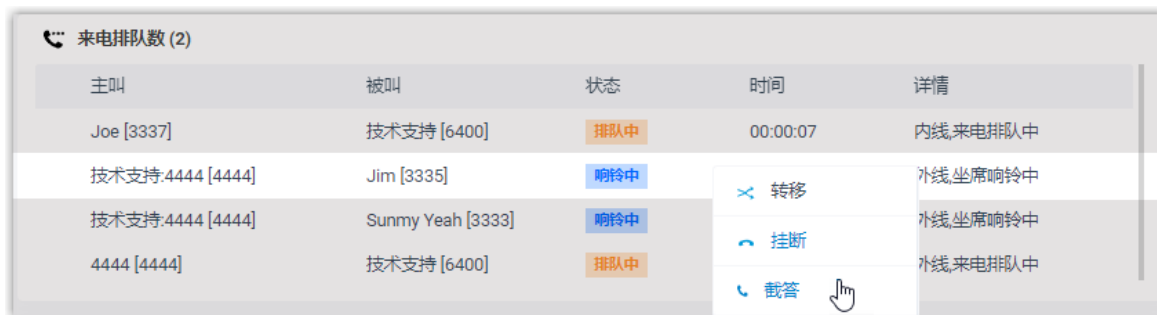 来电排队数 (2)
主叫 被叫 状态 时间 详情
Joe [3337] 技术支持 [6400] 排队中 00:00:07 内线,来电排队中
技术支持:4444 [4444] Jim [3335] 响铃中 外线,坐席响铃中
转移
技术支持:4444 [4444] Sunmy Yeah [3333] 响铃中 外线,坐席响铃中
挂断
4444 [4444] 技术支持 [6400] 排队中 外线,来电排队中
截答